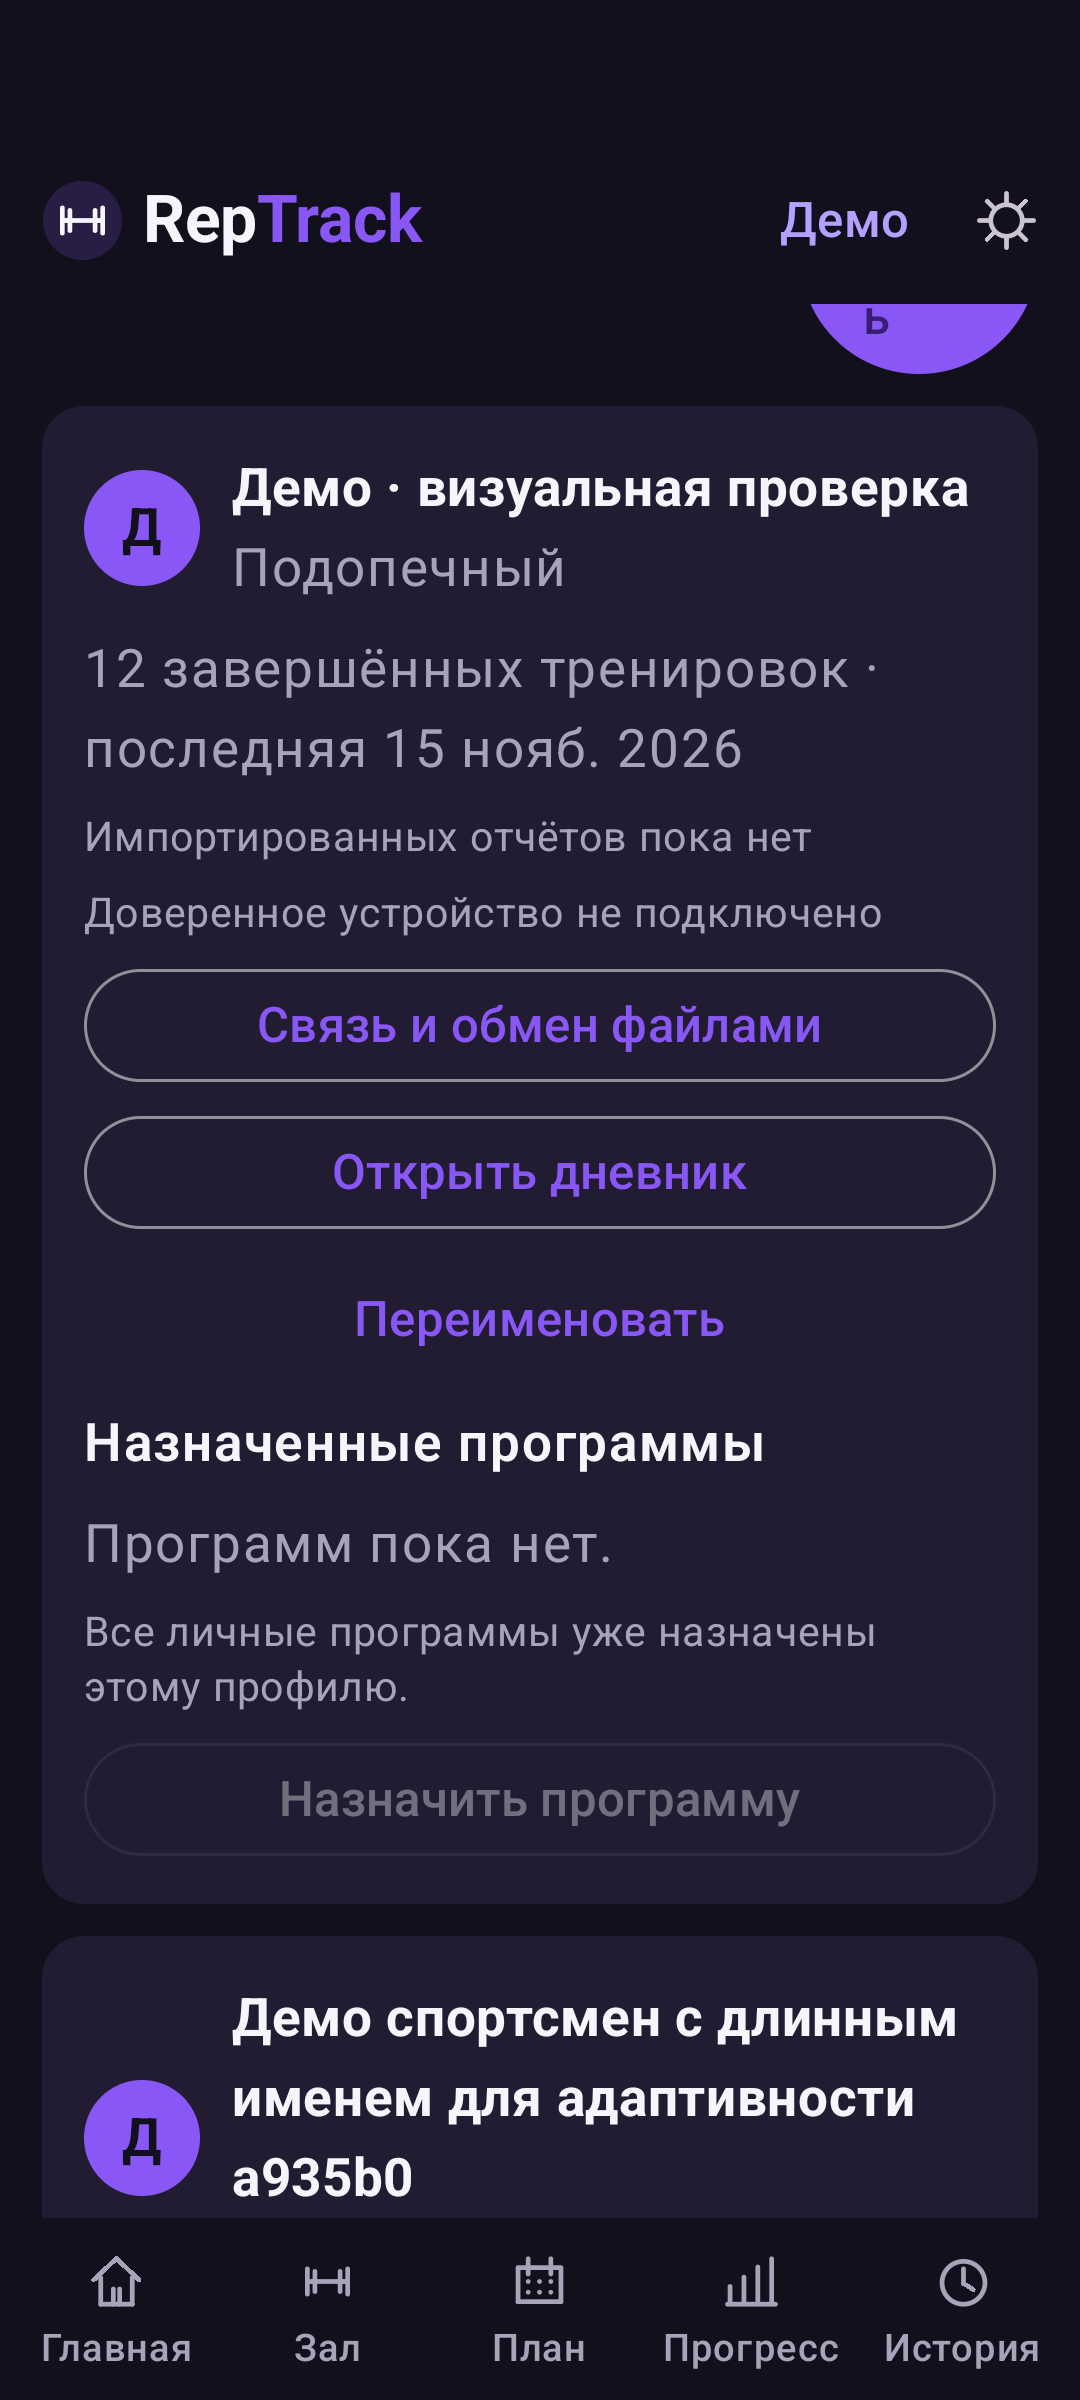 RepTrack
Демо
ь
Д
Демо · визуальная проверка
Подопечный
12 завершённых тренировок ·
последняя 15 нояб. 2026
Импортированных отчётов пока нет
Доверенное устройство не подключено
Связь и обмен файлами
Открыть дневник
Переименовать
Назначенные программы
Программ пока нет.
Все личные программы уже назначены
этому профилю.
Назначить программу
Д
Демо спортсмен с длинным
именем для адаптивности
a935b0
Главная
Зал
План
Прогресс
История